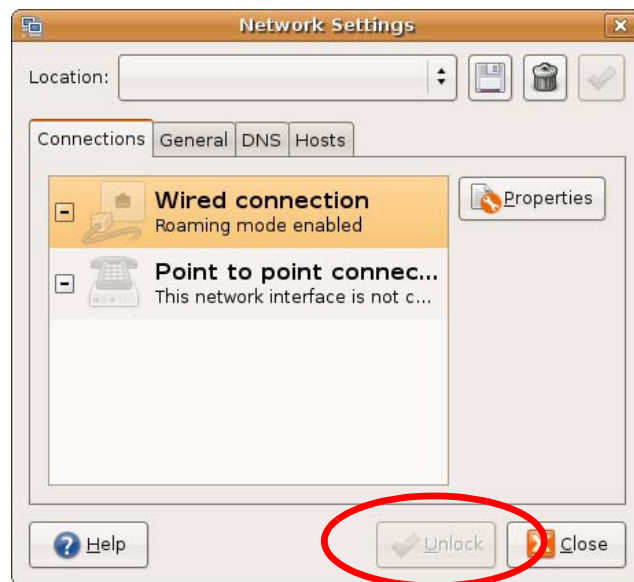 Network Settings
Location:
Connections General DNS Hosts
Wired connection
Roaming mode enabled
Properties
Point to point connec...
This network interface is not c...
Help Unlock Close